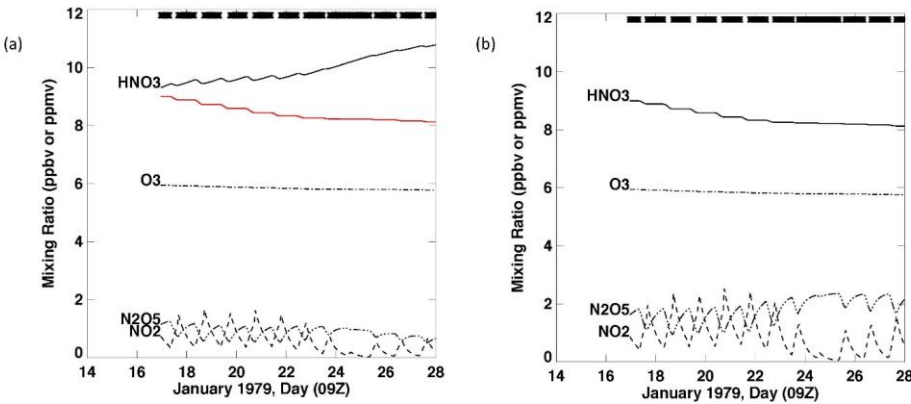 (a)
Mixing Ratio (ppbv or ppmv)
12
10
8
6
4
2
0
HNO3
O3
N2O5
NO2
14 16 18 20 22 24 26 28
January 1979, Day (09Z)
(b)
Mixing Ratio (ppbv or ppmv)
12
10
8
6
4
2
0
HNO3
O3
N2O5
NO2
14 16 18 20 22 24 26 28
January 1979, Day (09Z)